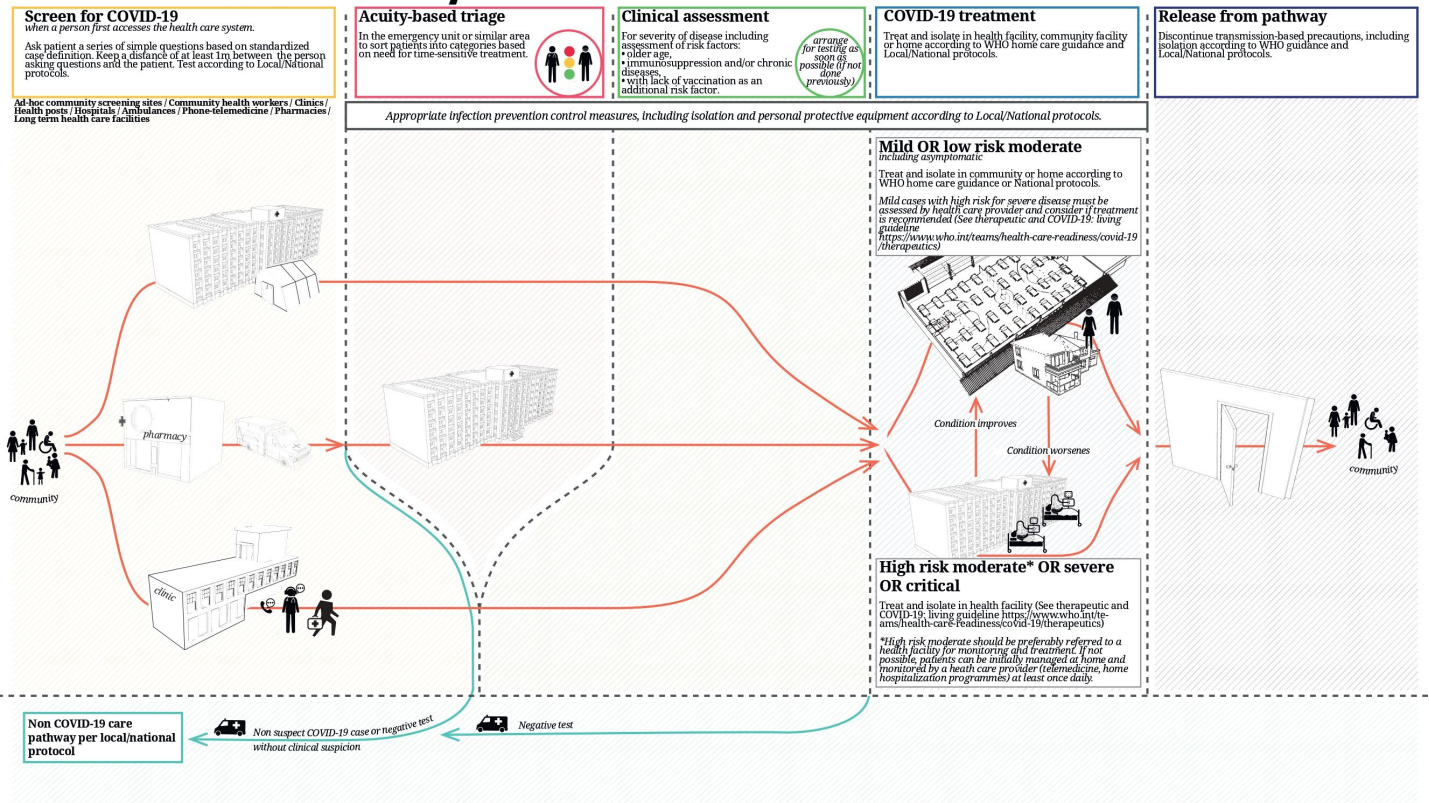 Screen for COVID-19
when a person first accesses the health care system.
Ask patient a series of simple questions based on standardized
case definition. Keep a distance of at least 1m between the person
asking questions and the patient. Test according to Local/National
protocols.
Ad-hoc community screening sites / Community health workers / Clinics /
Health posts / Hospitals / Ambulances / Phone-telemedicine / Pharmacies /
Long term health care facilities
Acuity-based triage
In the emergency unit or similar area
to sort patients into categories based
on need for time-sensitive treatment.
Clinical assessment
For severity of disease including
assessment of risk factors:
• older age,
• immunosuppression and/or chronic
diseases,
• with lack of vaccination as an
additional risk factor.
arrange
for testing as
soon as
possible (if not
done
previously)
COVID-19 treatment
Treat and isolate in health facility, community facility
or home according to WHO home care guidance and
Local/National protocols.
Release from pathway
Discontinue transmission-based precautions, including
isolation according to WHO guidance and
Local/National protocols.
Appropriate infection prevention control measures, including isolation and personal protective equipment according to Local/National protocols.
Mild OR low risk moderate
including asymptomatic
Treat and isolate in community or home according to
WHO home care guidance or National protocols.
Mild cases with high risk for severe disease must be
assessed by health care provider and consider if treatment
is recommended (See therapeutic and COVID-19: living
guideline
https://www.who.int/teams/health-care-readiness/covid-19
/therapeutics)
pharmacy
community
clinic
Condition improves
Condition worsenes
community
High risk moderate* OR severe
OR critical
Treat and isolate in health facility (See therapeutic and
COVID-19: living guideline https://www.who.int/te-
ams/health-care-readiness/covid-19/therapeutics)
*High risk moderate should be preferably referred to a
health facility for monitoring and treatment. If not
possible, patients can be initially managed at home and
monitored by a heath care provider (telemedicine, home
hospitalization programmes) at least once daily.
Non COVID-19 care
pathway per local/national
protocol
Non suspect COVID-19 case or negative test
without clinical suspicion
Negative test